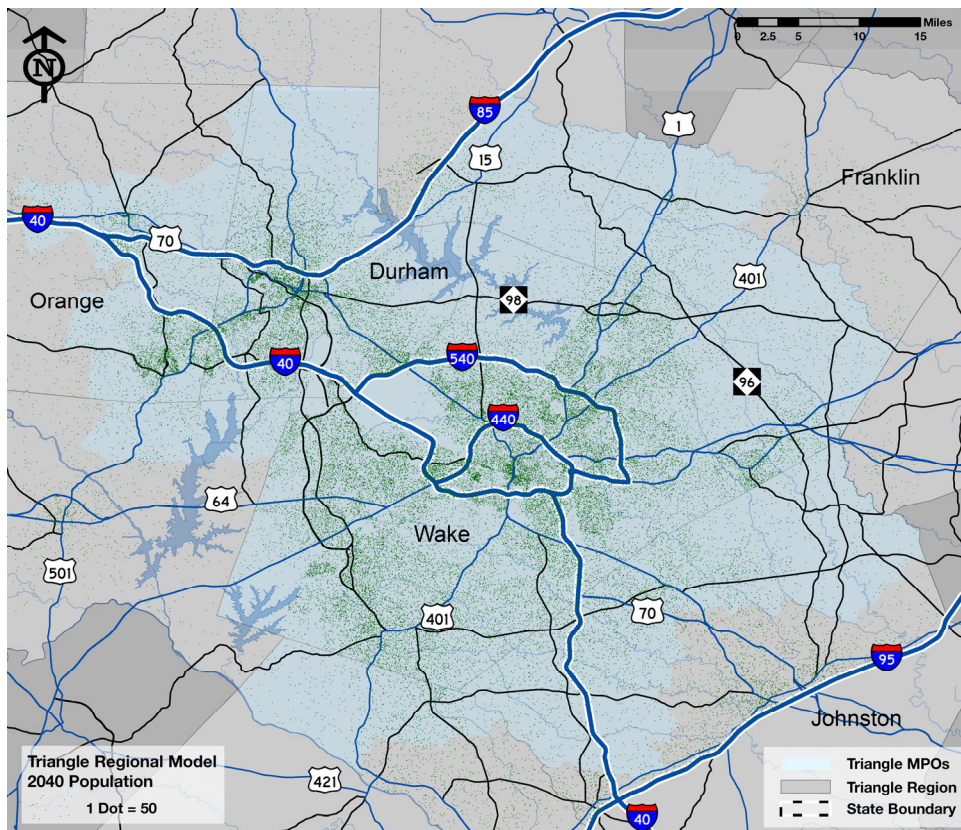 Miles
0 2.5 5 10 15
N
85
1
15
Franklin
40
70
401
Durham
98
Orange
40
540
96
440
64
Wake
501
401
70
95
Johnston
Triangle Regional Model
2040 Population
1 Dot = 50
421
40
Triangle MPOs
Triangle Region
State Boundary